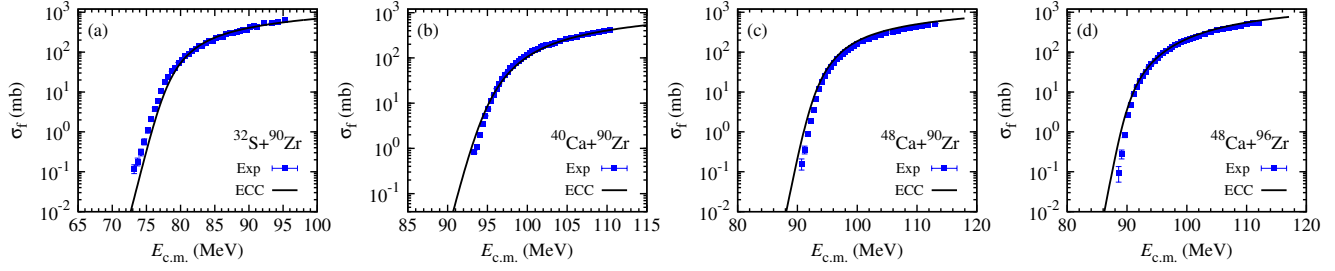 (a)
σf (mb)
10³
10²
10¹
10⁰
10⁻¹
10⁻²
³²S+⁹⁰Zr
Exp
ECC
65 70 75 80 85 90 95 100
Ec.m. (MeV)
(b)
σf (mb)
10³
10²
10¹
10⁰
10⁻¹
⁴⁰Ca+⁹⁰Zr
Exp
ECC
85 90 95 100 105 110 115
Ec.m. (MeV)
(c)
σf (mb)
10³
10²
10¹
10⁰
10⁻¹
10⁻²
⁴⁸Ca+⁹⁰Zr
Exp
ECC
80 90 100 110 120
Ec.m. (MeV)
(d)
σf (mb)
10³
10²
10¹
10⁰
10⁻¹
10⁻²
⁴⁸Ca+⁹⁶Zr
Exp
ECC
80 90 100 110 120
Ec.m. (MeV)